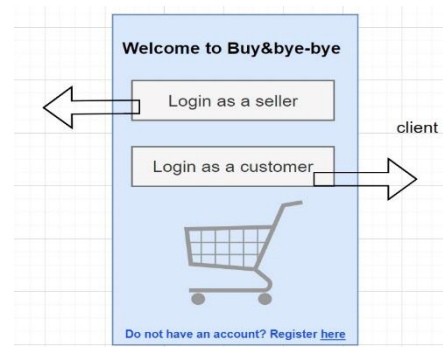 Welcome to Buy&bye-bye
Login as a seller
client
Login as a customer
Do not have an account? Register here